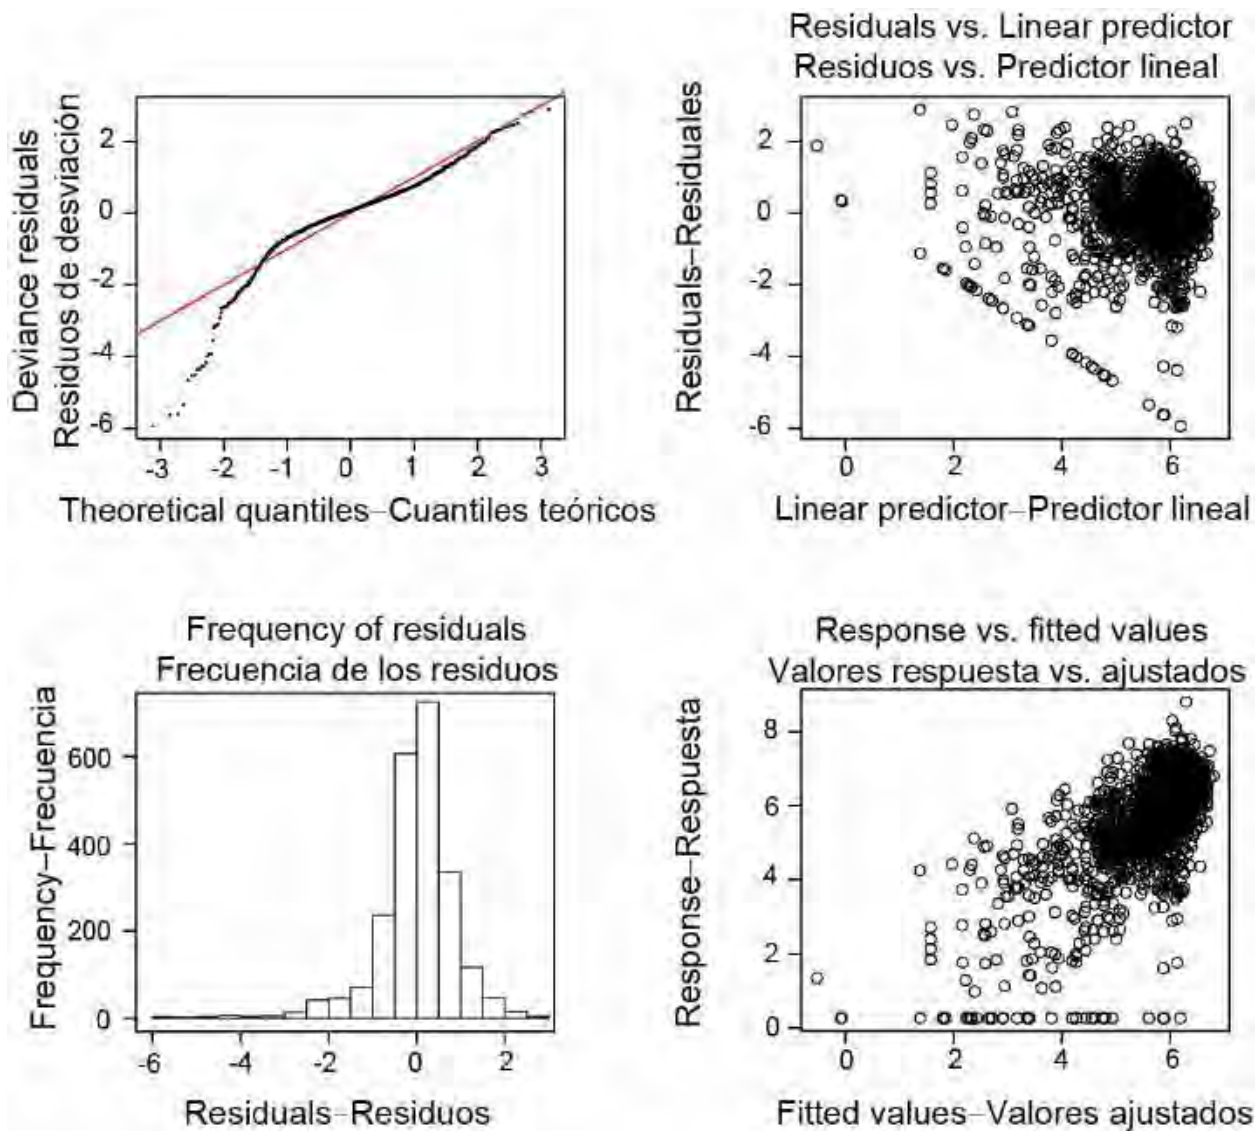 Deviance residuals
Residuos de desviación
2
0
-2
-4
-6
-3 -2 -1 0 1 2 3
Theoretical quantiles–Cuantiles teóricos
Residuals vs. Linear predictor
Residuos vs. Predictor lineal
Residuals–Residuales
2
0
-2
-4
-6
0 2 4 6
Linear predictor–Predictor lineal
Frequency of residuals
Frecuencia de los residuos
Frequency–Frecuencia
600
400
200
0
-6 -4 -2 0 2
Residuals–Residuos
Response vs. fitted values
Valores respuesta vs. ajustados
Response–Respuesta
8
6
4
2
0
0 2 4 6
Fitted values–Valores ajustados